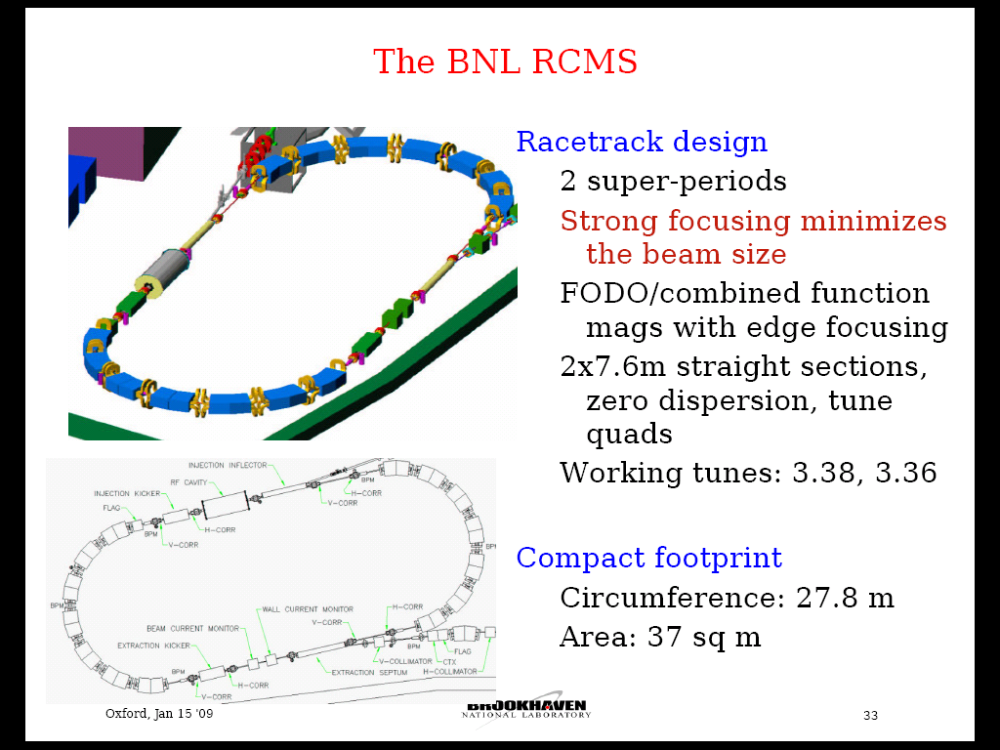 The BNL RCMS
Racetrack design
2 super-periods
Strong focusing minimizes
the beam size
FODO/combined function
mags with edge focusing
2x7.6m straight sections,
zero dispersion, tune
quads
Working tunes: 3.38, 3.36
Compact footprint
Circumference: 27.8 m
Area: 37 sq m
INJECTION INFLECTOR
RF CAVITY
INJECTION KICKER
FLAG
BPM
V-CORR
H-CORR
V-CORR
H-CORR
BPM
BPM
BPM
WALL CURRENT MONITOR
BEAM CURRENT MONITOR
EXTRACTION KICKER
BPM
V-CORR
H-CORR
V-CORR
H-CORR
EXTRACTION SEPTUM
V-COLLIMATOR
BPM
CTX
FLAG
H-COLLIMATOR
Oxford, Jan 15 '09
BROOKHAVEN
NATIONAL LABORATORY
33